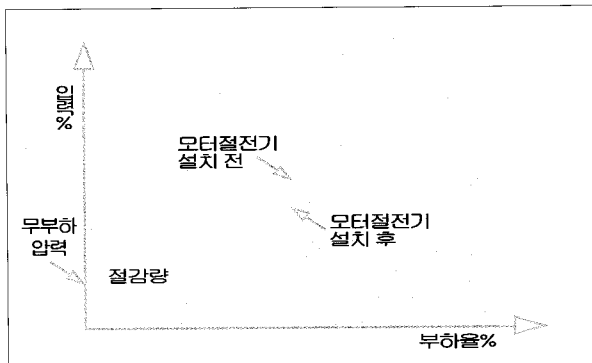 입력%
모터절전기
설치 전
모터절전기
설치 후
무부하
압력
절감량
부하율%